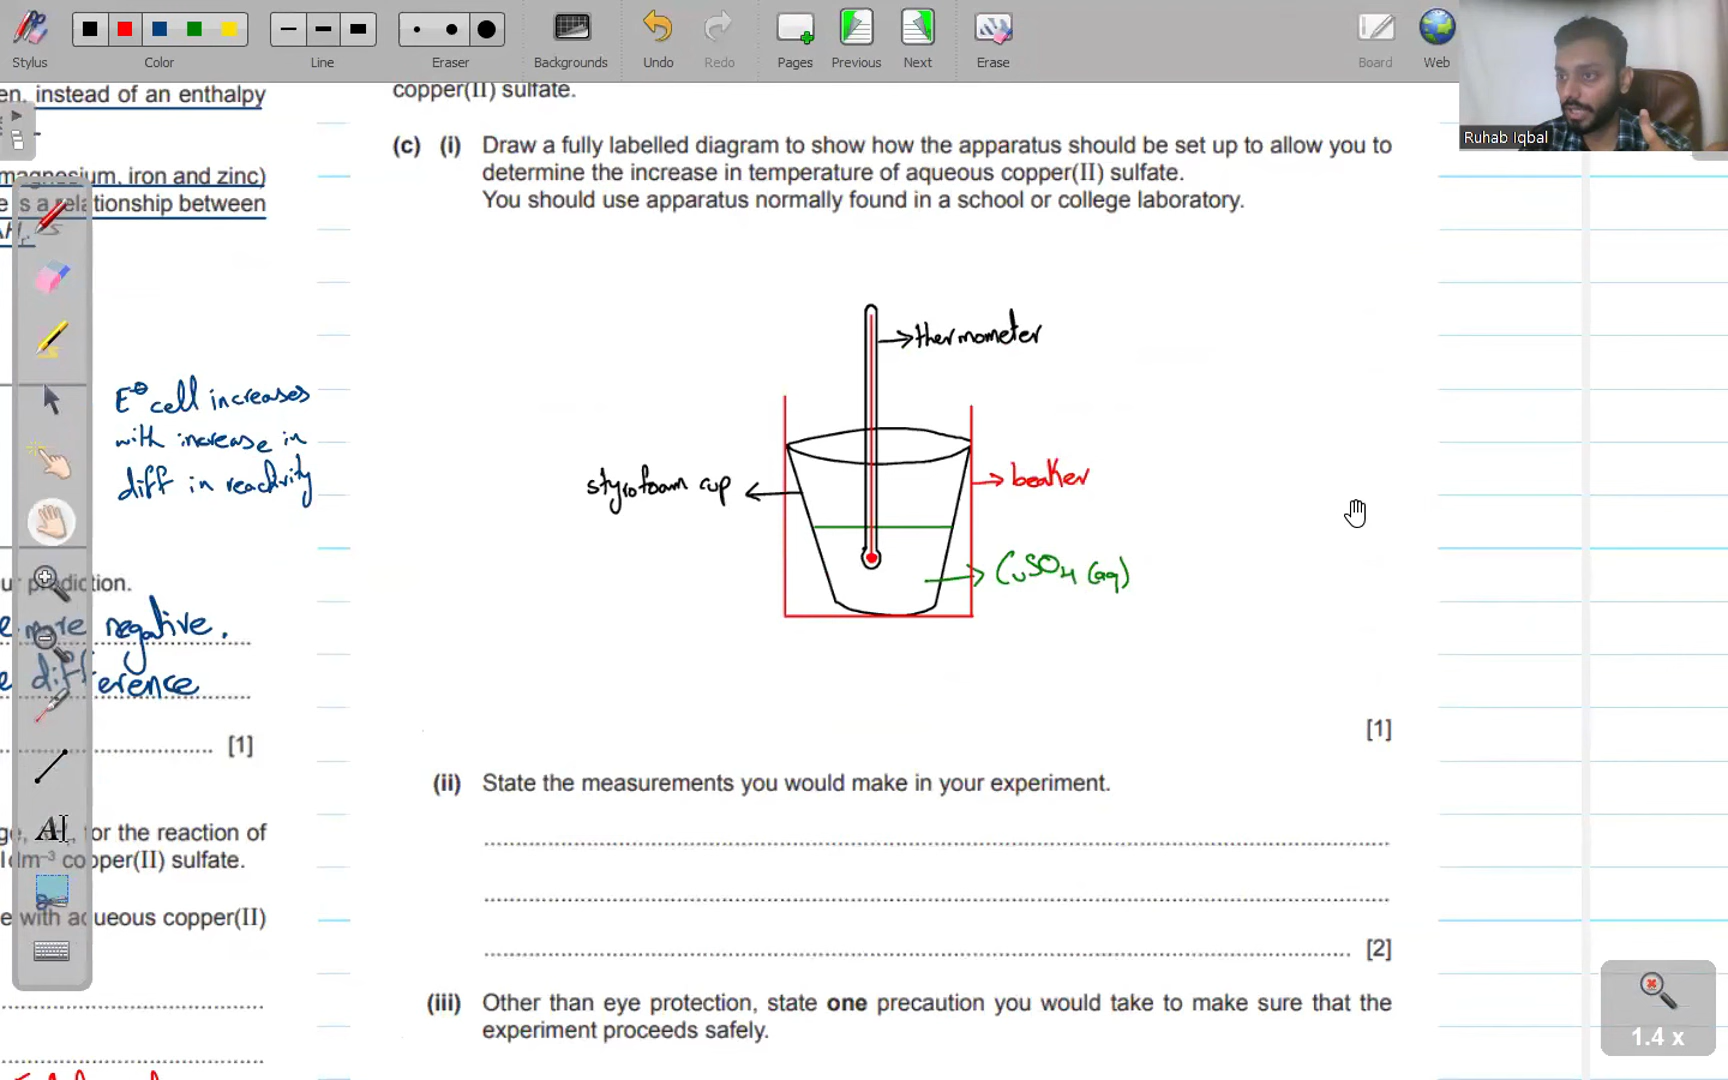 Stylus
Color
Line
Eraser
Backgrounds
Undo
Redo
Pages
Previous
Next
Erase
Board
Web
Ruhab Iqbal
en, instead of an enthalpy
magnesium, iron and zinc)
e is a relationship between
E⊖ cell increases
with increase in
diff in reactivity
ur prediction.
e more negative.
e difference
[1]
ge, for the reaction of
copper(II) sulfate.
e with aqueous copper(II)
copper(II) sulfate.
(c) (i) Draw a fully labelled diagram to show how the apparatus should be set up to allow you to
determine the increase in temperature of aqueous copper(II) sulfate.
You should use apparatus normally found in a school or college laboratory.
thermometer
styrofoam cup
beaker
CuSO4 (aq)
[1]
(ii) State the measurements you would make in your experiment.
[2]
(iii) Other than eye protection, state one precaution you would take to make sure that the
experiment proceeds safely.
1.4 x